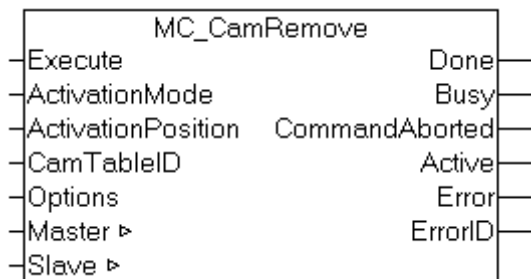 MC_CamRemove
Execute Done
ActivationMode Busy
ActivationPosition CommandAborted
CamTableID Active
Options Error
Master ▷ ErrorID
Slave ▷